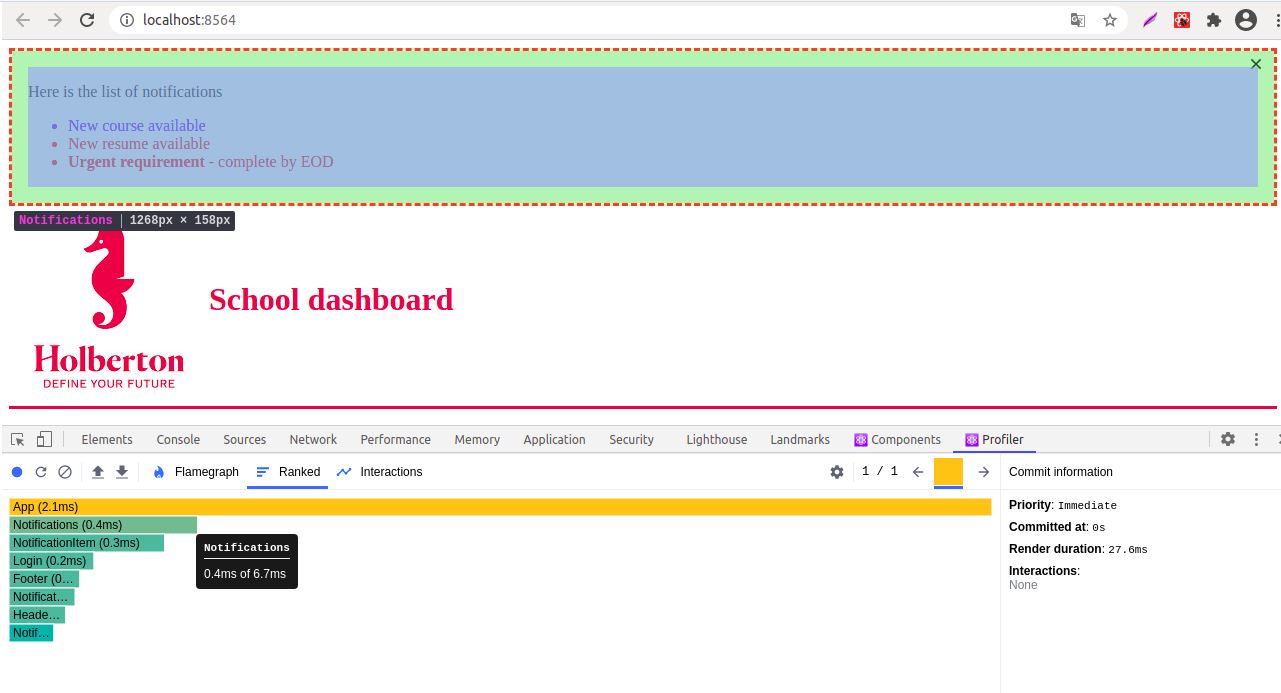 localhost:8564
Here is the list of notifications
New course available
New resume available
Urgent requirement - complete by EOD
Notifications | 1268px × 158px
School dashboard
Holberton
DEFINE YOUR FUTURE
Elements Console Sources Network Performance Memory Application Security Lighthouse Landmarks Components Profiler
Flamegraph Ranked Interactions 1 / 1 Commit information
App (2.1ms)
Notifications (0.4ms)
NotificationItem (0.3ms)
Login (0.2ms)
Footer (0…
Notificat…
Heade…
Notif…
Notifications
0.4ms of 6.7ms
Priority: Immediate
Committed at: 0s
Render duration: 27.6ms
Interactions:
None